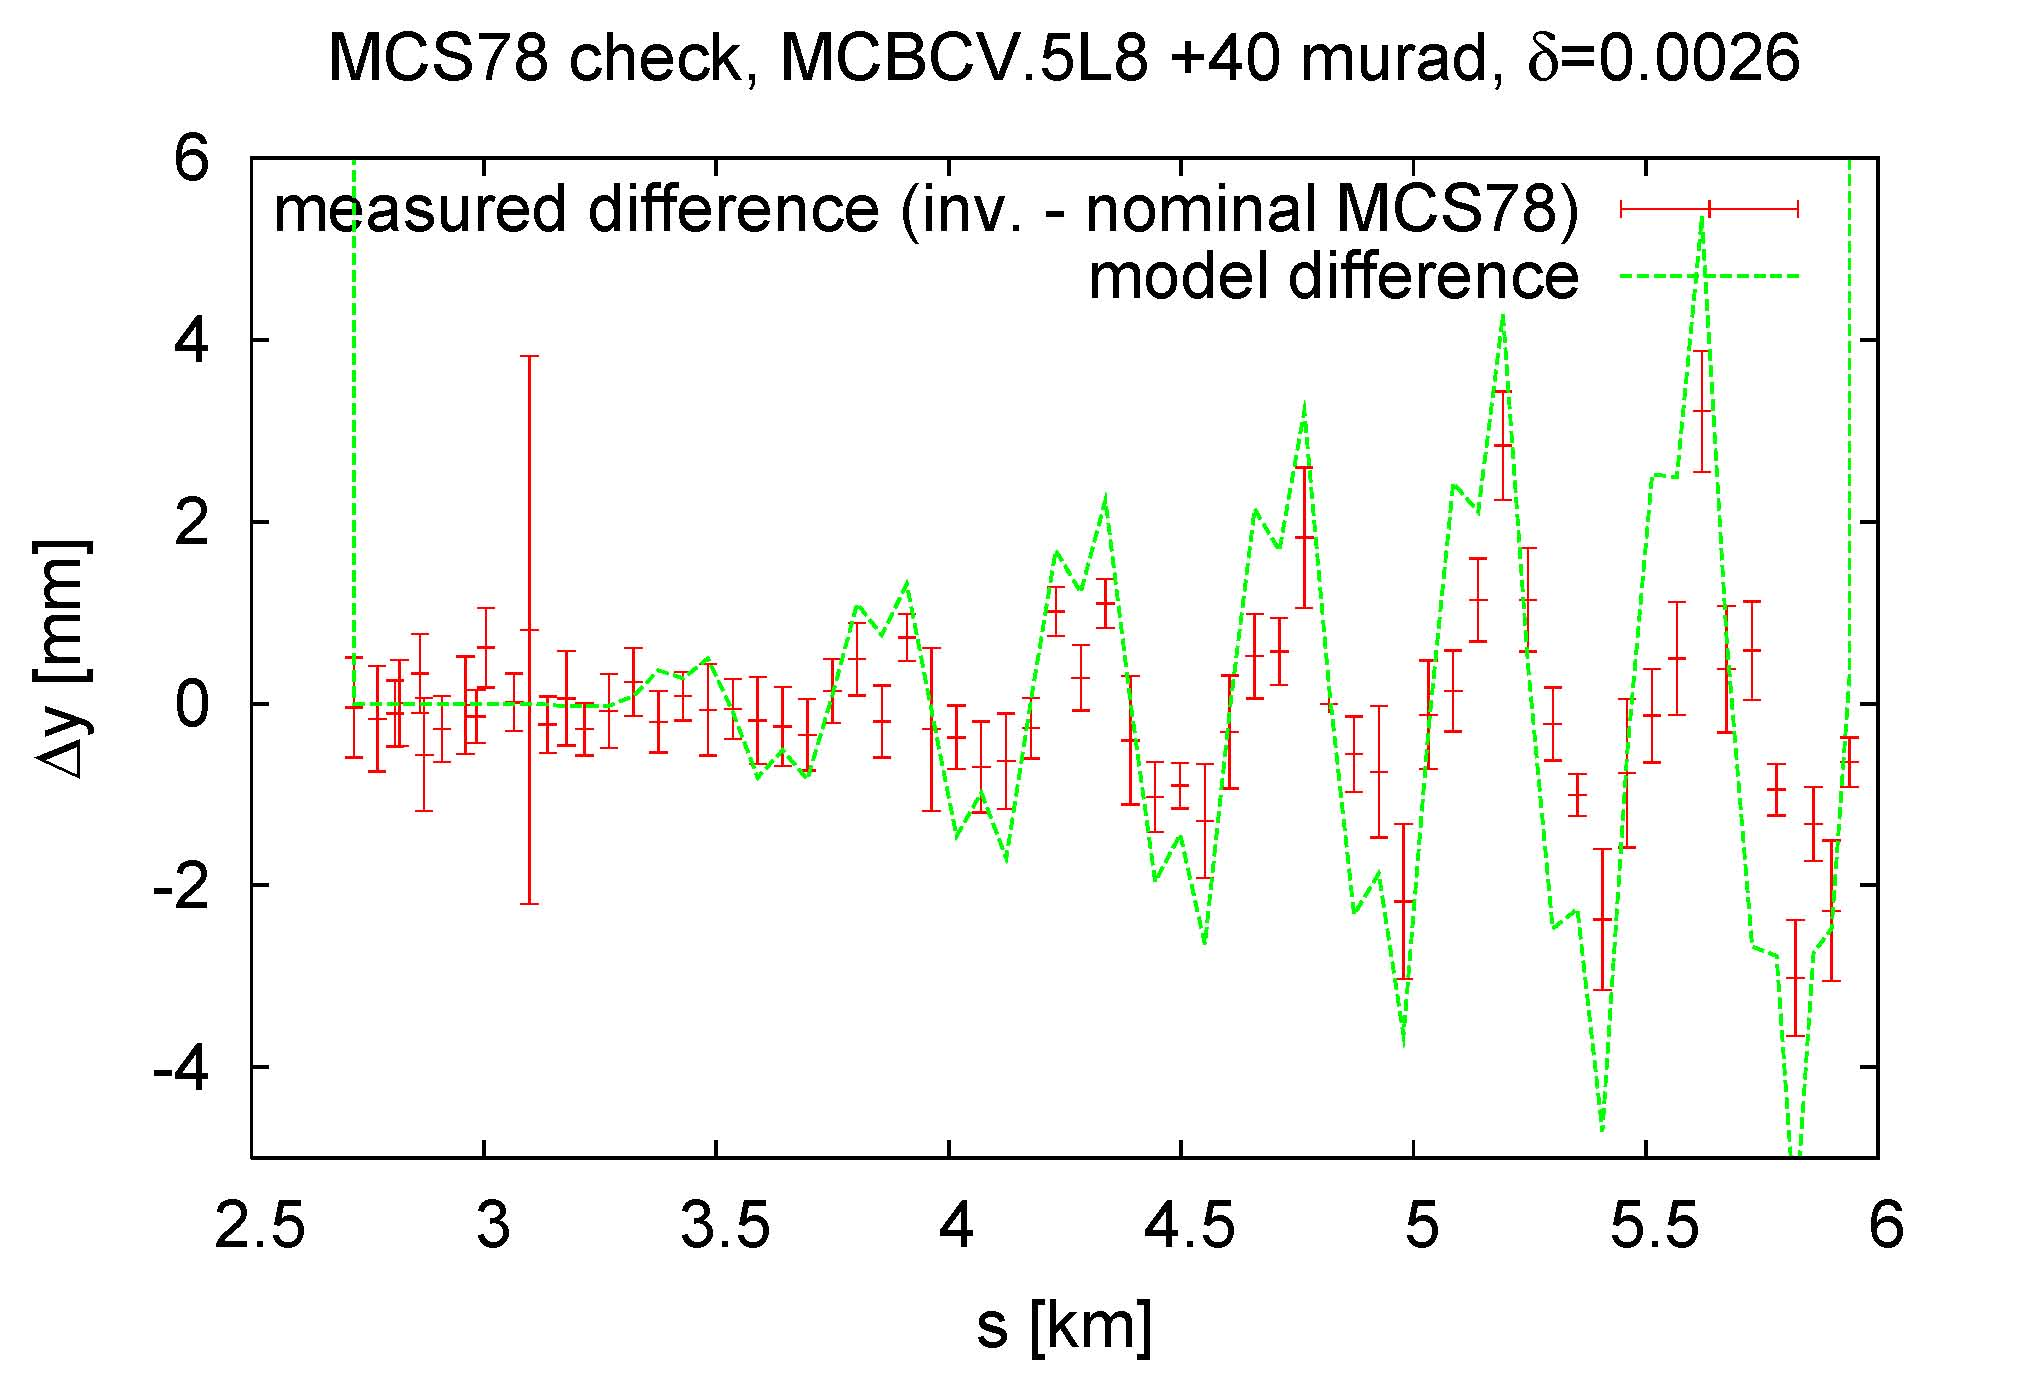 MCS78 check, MCBCV.5L8 +40 murad, δ=0.0026
6
measured difference (inv. - nominal MCS78)
model difference
4
2
0
-2
-4
Δy [mm]
2.5 3 3.5 4 4.5 5 5.5 6
s [km]